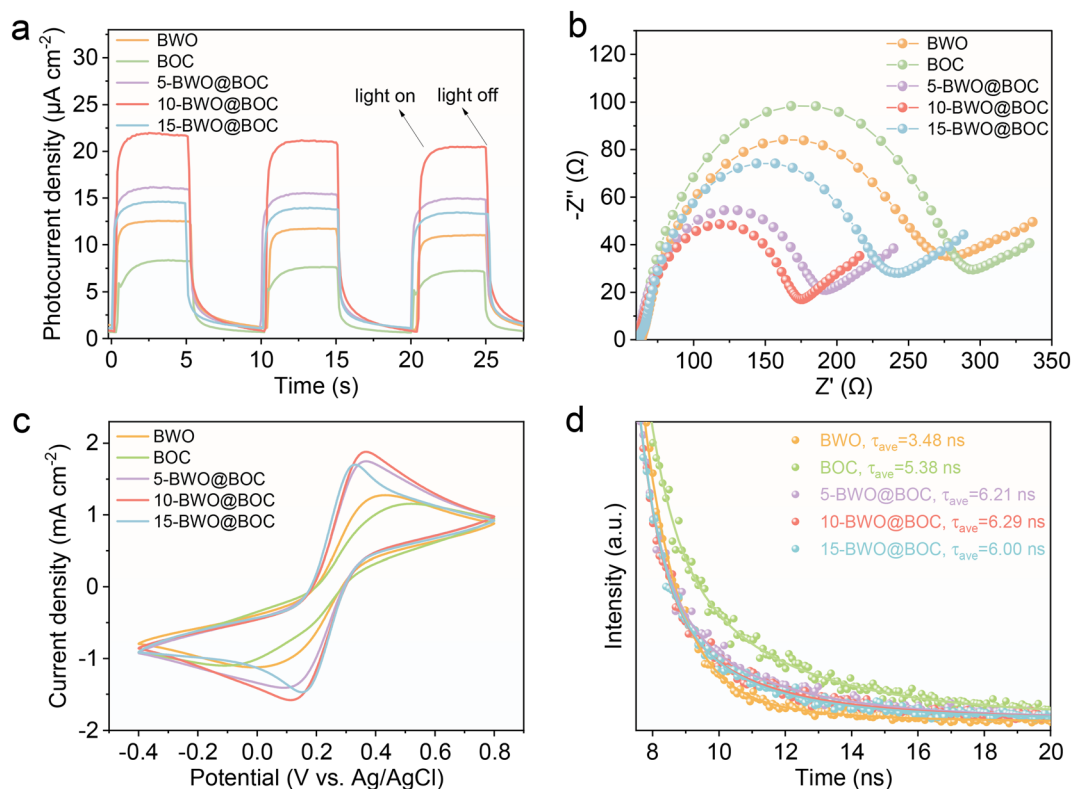 a
Photocurrent density (µA cm⁻²)
30
25
20
15
10
5
0
BWO
BOC
5-BWO@BOC
10-BWO@BOC
15-BWO@BOC
light on
light off
0
5
10
15
20
25
Time (s)
b
-Z'' (Ω)
120
100
80
60
40
20
0
BWO
BOC
5-BWO@BOC
10-BWO@BOC
15-BWO@BOC
100
150
200
250
300
350
Z' (Ω)
c
Current density (mA cm⁻²)
2
1
0
-1
-2
BWO
BOC
5-BWO@BOC
10-BWO@BOC
15-BWO@BOC
-0.4
-0.2
0.0
0.2
0.4
0.6
0.8
Potential (V vs. Ag/AgCl)
d
Intensity (a.u.)
BWO, τave=3.48 ns
BOC, τave=5.38 ns
5-BWO@BOC, τave=6.21 ns
10-BWO@BOC, τave=6.29 ns
15-BWO@BOC, τave=6.00 ns
8
10
12
14
16
18
20
Time (ns)